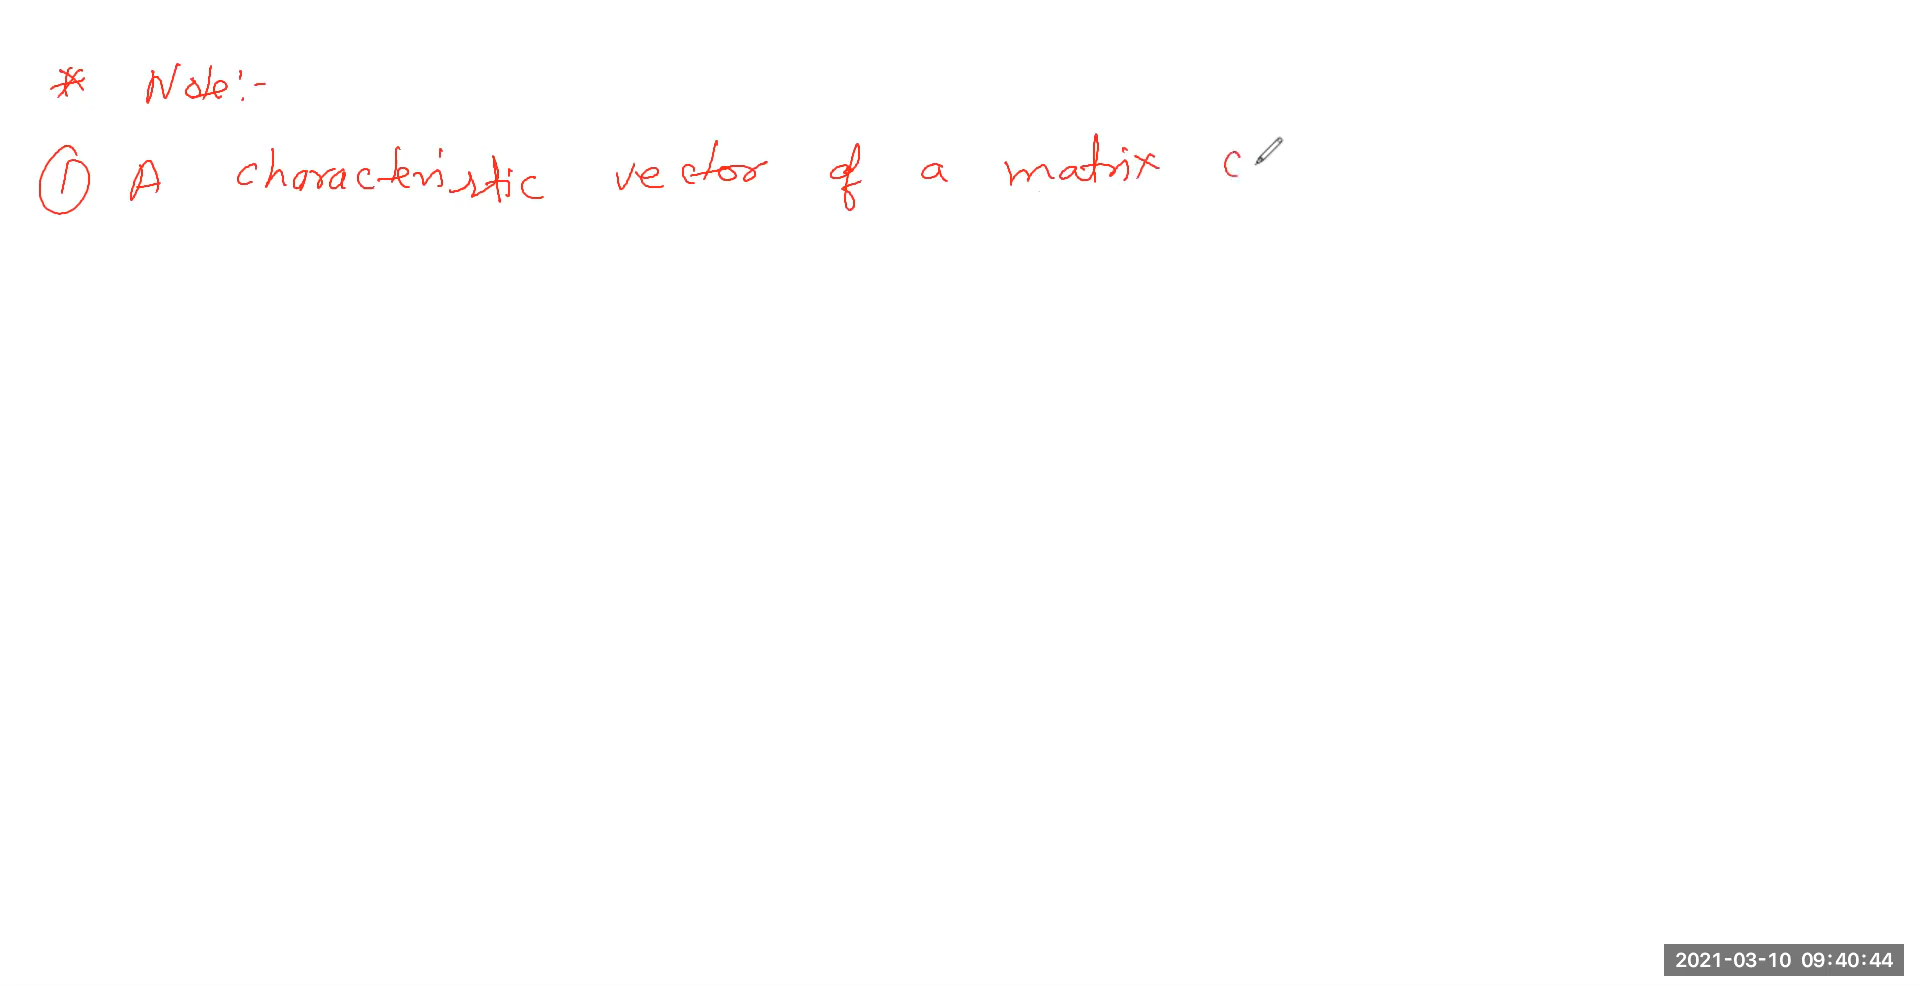 * Note:-
① A characteristic vector of a matrix c
2021-03-10 09:40:44